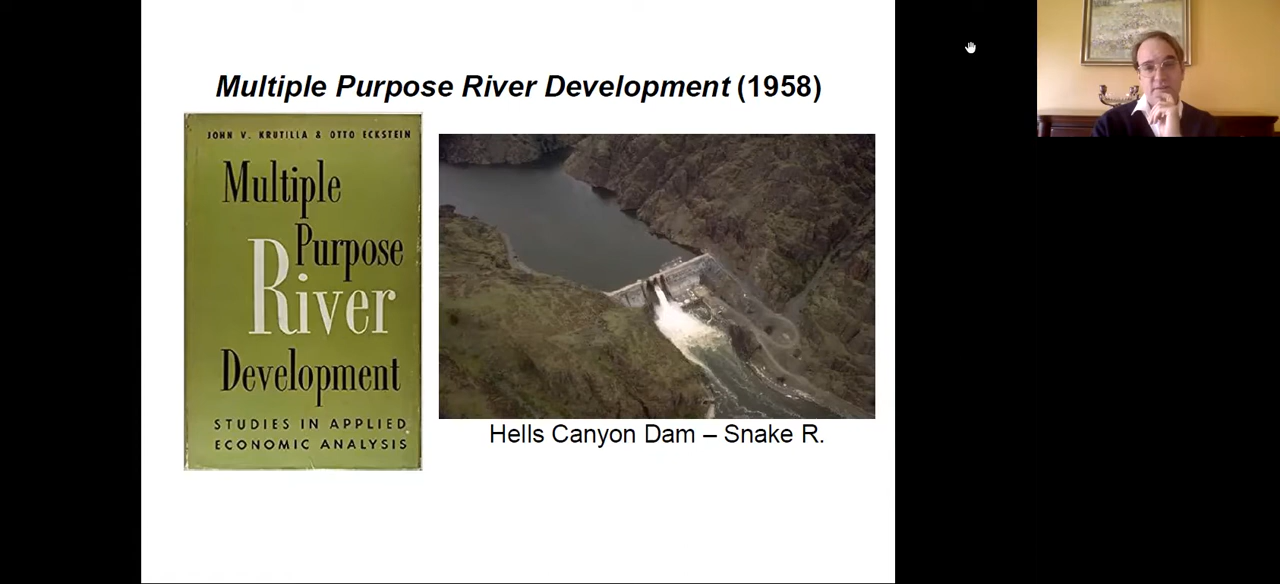 Multiple Purpose River Development (1958)
JOHN V. KRUTILLA & OTTO ECKSTEIN
Multiple
Purpose
River
Development
STUDIES IN APPLIED
ECONOMIC ANALYSIS
Hells Canyon Dam – Snake R.